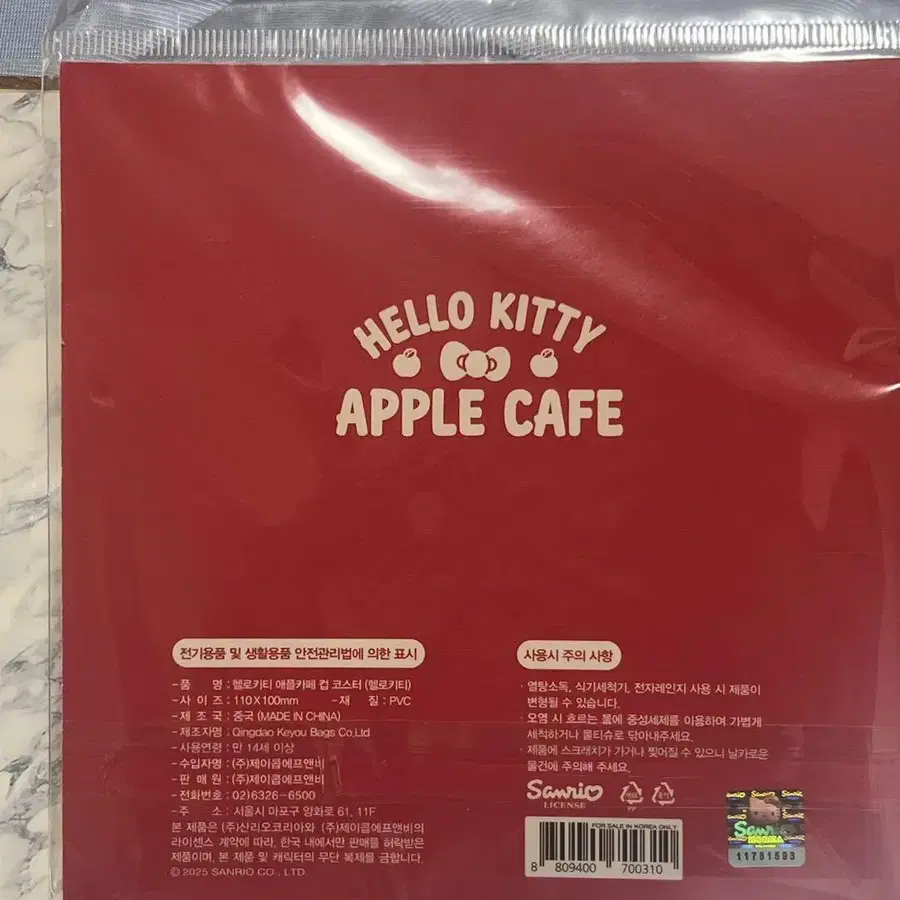 HELLO KITTY
APPLE CAFE
전기용품 및 생활용품 안전관리법에 의한 표시
- 품 명 : 헬로키티 애플카페 컵 코스터 (헬로키티)
- 사 이 즈 : 110X100mm - 재 질 : PVC
- 제 조 국 : 중국 (MADE IN CHINA)
- 제조자명 : Qingdao Keyou Bags Co,.Ltd
- 사용연령 : 만 14세 이상
- 수입자명 : (주)제이콥에프앤비
- 판 매 원 : (주)제이콥에프앤비
- 전화번호 : 02)6326-6500
- 주 소 : 서울시 마포구 양화로 61, 11F
본 제품은 (주)산리오코리아와 (주)제이콥에프앤비의
라이센스 계약에 따라, 한국 내에서만 판매를 허락받은
제품이며, 본 제품 및 캐릭터의 무단 복제를 금합니다.
© 2025 SANRIO CO., LTD.
사용시 주의 사항
· 열탕소독, 식기세척기, 전자레인지 사용 시 제품이
변형될 수 있습니다.
· 오염 시 흐르는 물에 중성세제를 이용하여 가볍게
세척하거나 물티슈로 닦아내주세요.
· 제품에 스크래치가 가거나 찢어질 수 있으니 날카로운
물건에 주의해 주세요.
Sanrio
LICENSE
PP
FOR SALE IN KOREA ONLY
8 809400 700310
Sanrio
KOREA
11781593